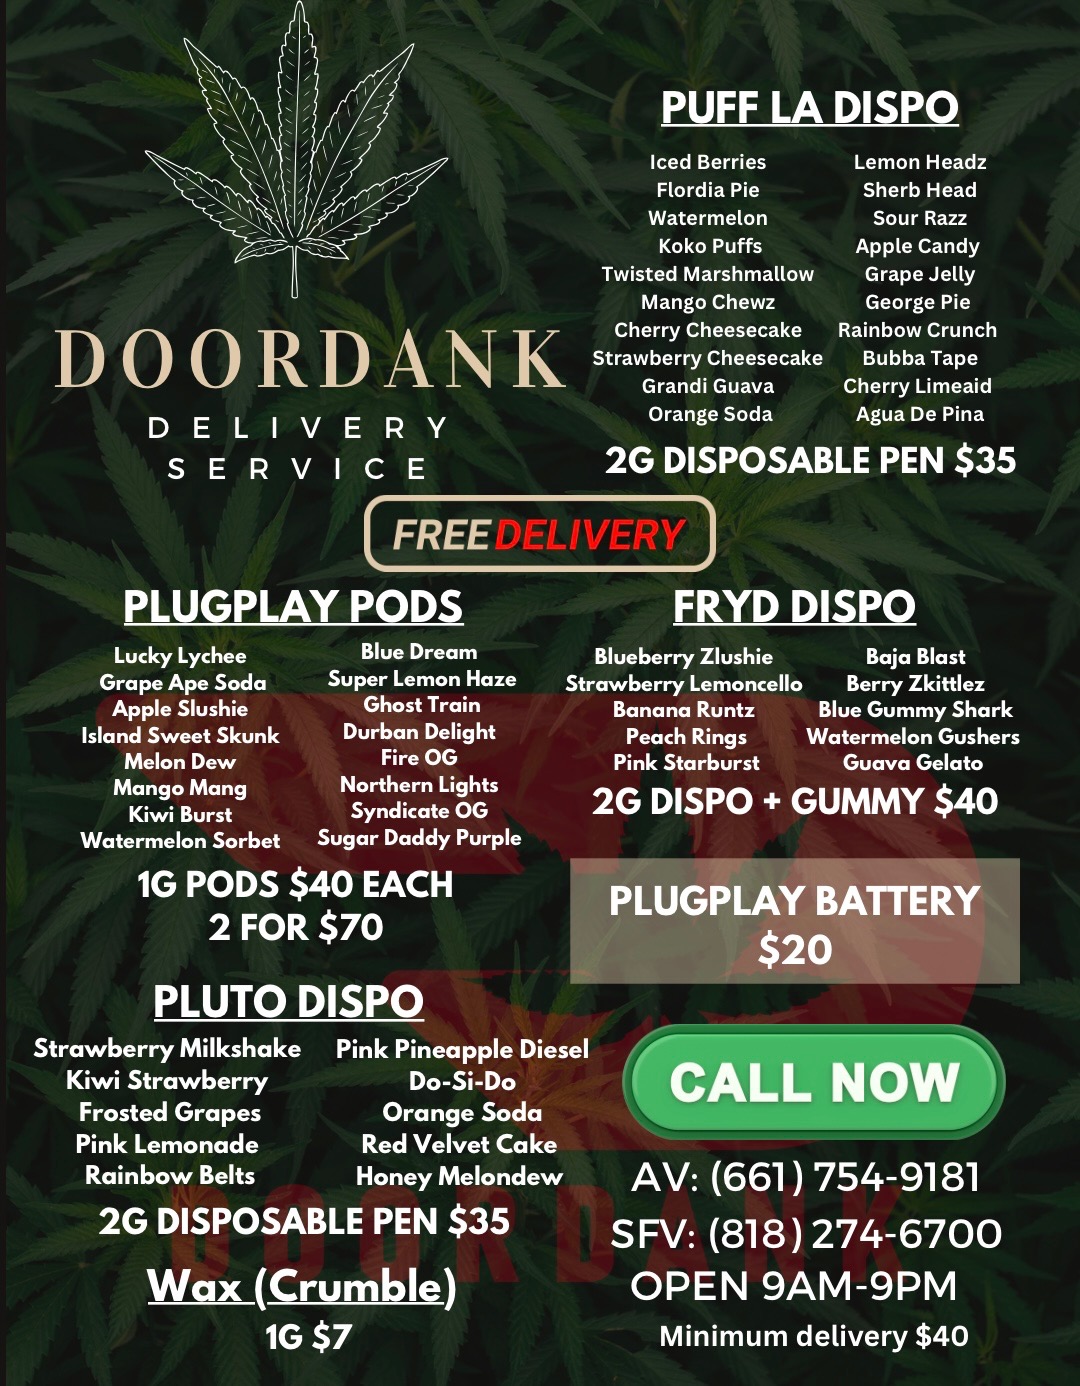 DOORDANK
DELIVERY
SERVICE
PUFF LA DISPO
Iced Berries
Flordia Pie
Watermelon
Koko Puffs
Twisted Marshmallow
Mango Chewz
Cherry Cheesecake
Strawberry Cheesecake
Grandi Guava
Orange Soda
Lemon Headz
Sherb Head
Sour Razz
Apple Candy
Grape Jelly
George Pie
Rainbow Crunch
Bubba Tape
Cherry Limeaid
Agua De Pina
2G DISPOSABLE PEN $35
FREE DELIVERY
PLUGPLAY PODS
Lucky Lychee
Grape Ape Soda
Apple Slushie
Island Sweet Skunk
Melon Dew
Mango Mang
Kiwi Burst
Watermelon Sorbet
Blue Dream
Super Lemon Haze
Ghost Train
Durban Delight
Fire OG
Northern Lights
Syndicate OG
Sugar Daddy Purple
1G PODS $40 EACH
2 FOR $70
FRYD DISPO
Blueberry Zlushie
Strawberry Lemoncello
Banana Runtz
Peach Rings
Pink Starburst
Baja Blast
Berry Zkittlez
Blue Gummy Shark
Watermelon Gushers
Guava Gelato
2G DISPO + GUMMY $40
PLUGPLAY BATTERY
$20
PLUTO DISPO
Strawberry Milkshake
Kiwi Strawberry
Frosted Grapes
Pink Lemonade
Rainbow Belts
Pink Pineapple Diesel
Do-Si-Do
Orange Soda
Red Velvet Cake
Honey Melondew
2G DISPOSABLE PEN $35
Wax (Crumble)
1G $7
CALL NOW
AV: (661) 754-9181
SFV: (818) 274-6700
OPEN 9AM-9PM
Minimum delivery $40
DOORDANK